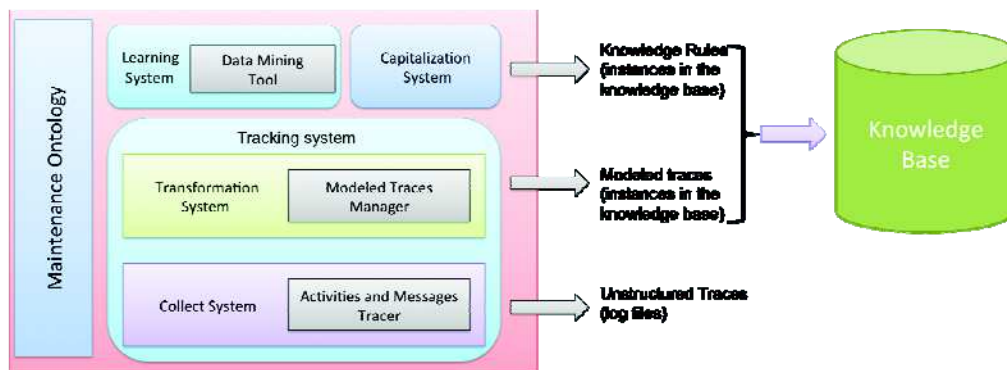 Maintenance Ontology
Learning
System
Data Mining
Tool
Capitalization
System
Knowledge Rules
(instances in the
knowledge base)
Knowledge
Base
Tracking system
Transformation
System
Modeled Traces
Manager
Modeled traces
(instances in the
knowledge base)
Collect System
Activities and Messages
Tracer
Unstructured Traces
(log files)